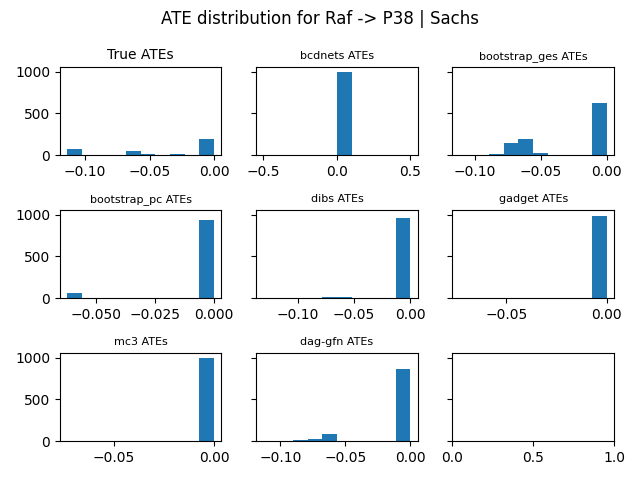 ATE distribution for Raf -> P38 | Sachs
True ATEs
bcdnets ATEs
bootstrap_ges ATEs
1000
500
0
−0.10 −0.05 0.00
−0.5 0.0 0.5
−0.10 −0.05 0.00
bootstrap_pc ATEs
dibs ATEs
gadget ATEs
1000
500
0
−0.050 −0.025 0.000
−0.10 −0.05 0.00
−0.05 0.00
mc3 ATEs
dag-gfn ATEs
1000
500
0
−0.05 0.00
−0.10 −0.05 0.00
0.0 0.5 1.0